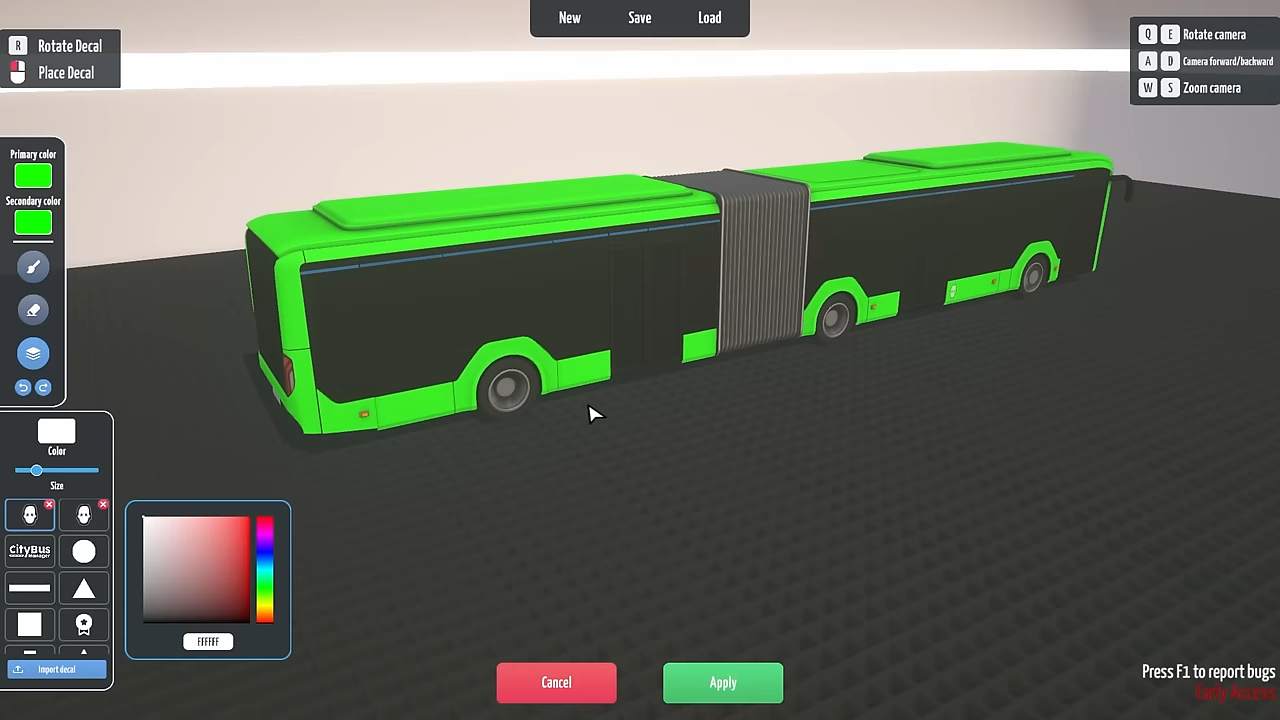 New Save Load
R Rotate Decal
Place Decal
Q E Rotate camera
A D Camera forward/backward
W S Zoom camera
Primary color
Secondary color
Color
Size
CityBus
Manager
FFFFFF
Import decal
Cancel
Apply
Press F1 to report bugs
Early Access